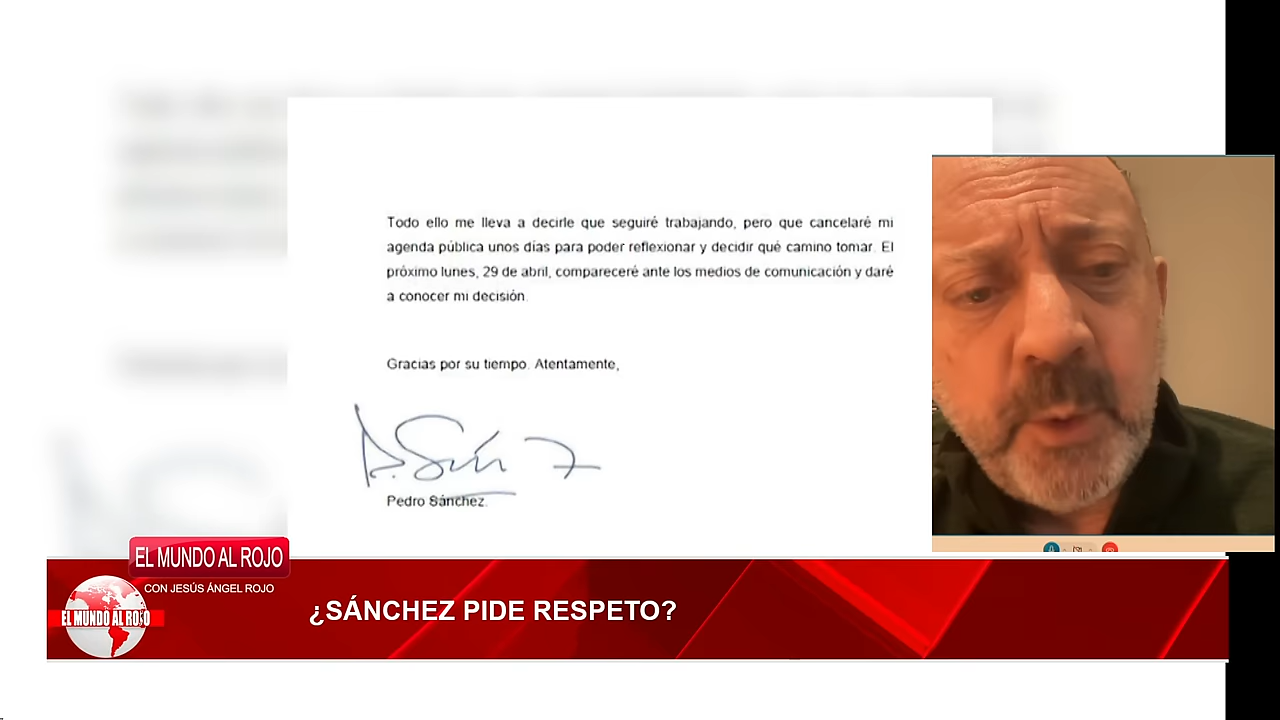 Todo ello me lleva a decirle que seguiré trabajando, pero que cancelaré mi
agenda pública unos días para poder reflexionar y decidir qué camino tomar. El
próximo lunes, 29 de abril, compareceré ante los medios de comunicación y daré
a conocer mi decisión.
Gracias por su tiempo. Atentamente,
P. Sánchez
Pedro Sánchez.
EL MUNDO AL ROJO
CON JESÚS ÁNGEL ROJO
EL MUNDO AL ROJO
¿SÁNCHEZ PIDE RESPETO?